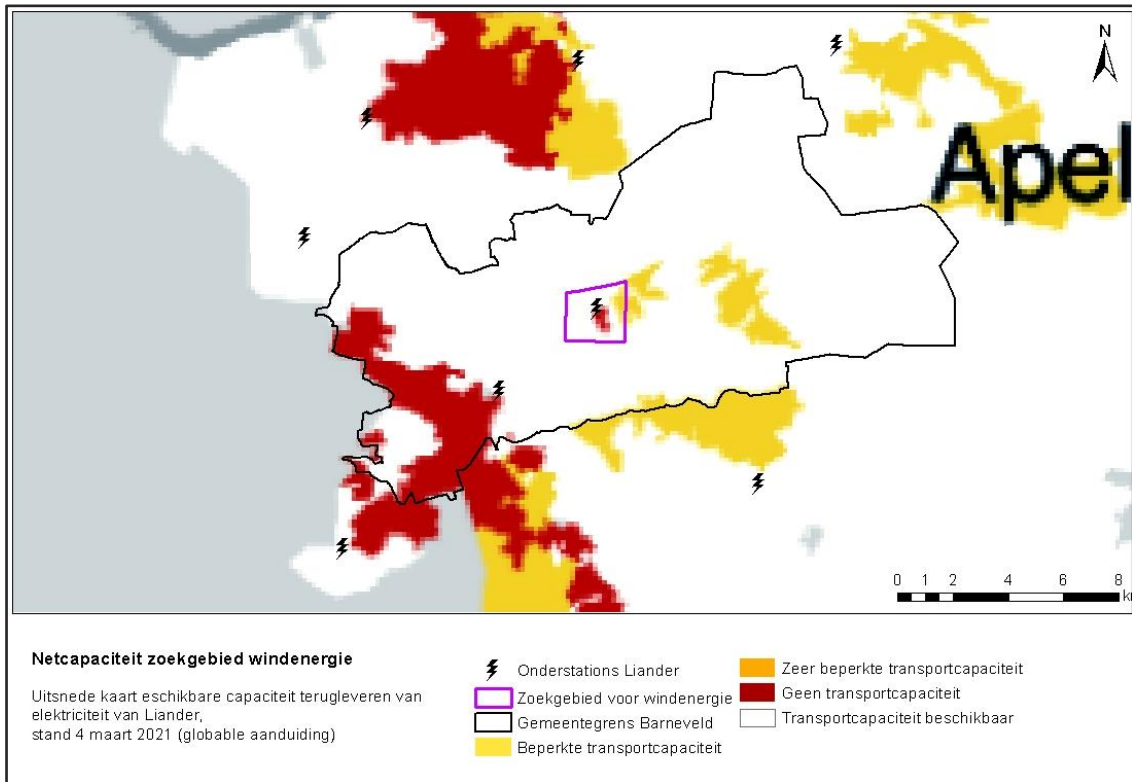 N
Apel
0 1 2 4 6 8
km
Netcapaciteit zoekgebied windenergie
Uitsnede kaart eschikbare capaciteit terugleveren van
elektriciteit van Liander,
stand 4 maart 2021 (globable aanduiding)
Onderstations Liander
Zoekgebied voor windenergie
Gemeentegrens Barneveld
Beperkte transportcapaciteit
Zeer beperkte transportcapaciteit
Geen transportcapaciteit
Transportcapaciteit beschikbaar